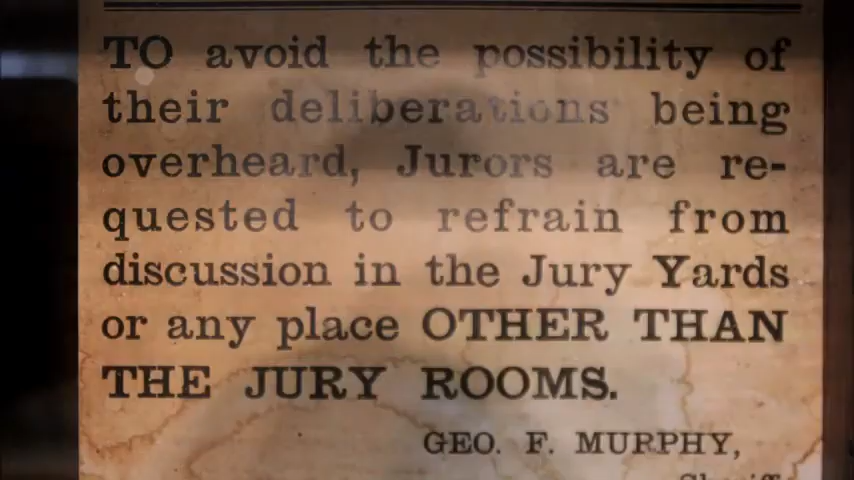 TO avoid the possibility of
their deliberations being
overheard, Jurors are re-
quested to refrain from
discussion in the Jury Yards
or any place OTHER THAN
THE JURY ROOMS.
GEO. F. MURPHY,